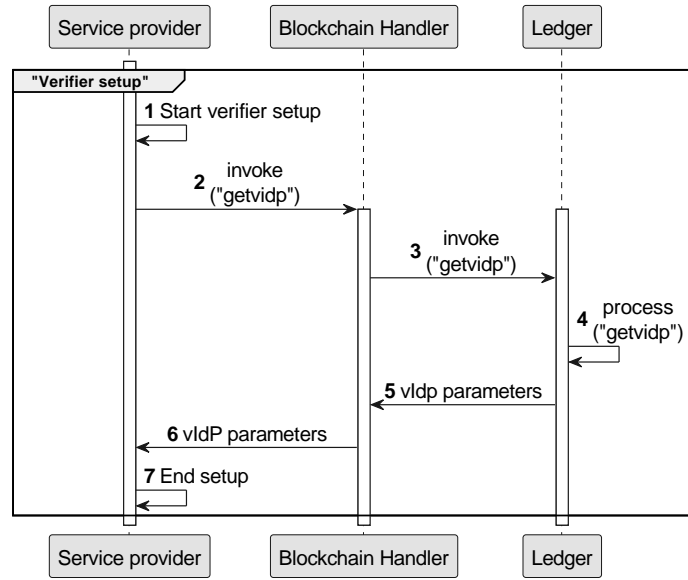 Service provider
Blockchain Handler
Ledger
"Verifier setup"
1 Start verifier setup
2 invoke
("getvidp")
3 invoke
("getvidp")
4 process
("getvidp")
5 vIdp parameters
6 vIdP parameters
7 End setup
Service provider
Blockchain Handler
Ledger